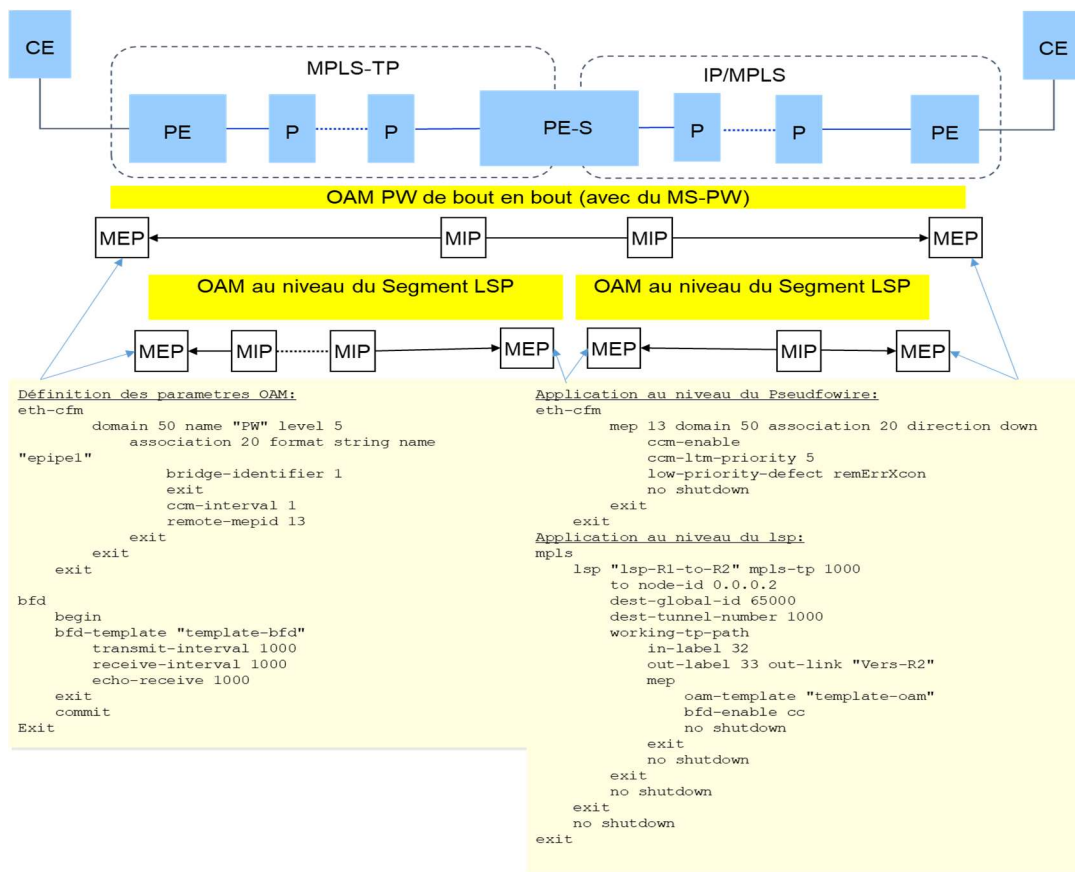 CE
CE
MPLS-TP
IP/MPLS
PE
P
P
PE-S
P
P
PE
OAM PW de bout en bout (avec du MS-PW)
MEP
MIP
MIP
MEP
OAM au niveau du Segment LSP
OAM au niveau du Segment LSP
MEP
MIP
MIP
MEP
MEP
MIP
MEP
Définition des parametres OAM:
eth-cfm
domain 50 name "PW" level 5
association 20 format string name
"epipe1"
bridge-identifier 1
exit
ccm-interval 1
remote-mepid 13
exit
exit
exit
bfd
begin
bfd-template "template-bfd"
transmit-interval 1000
receive-interval 1000
echo-receive 1000
exit
commit
Exit
Application au niveau du Pseudfowire:
eth-cfm
mep 13 domain 50 association 20 direction down
ccm-enable
ccm-ltm-priority 5
low-priority-defect remErrXcon
no shutdown
exit
exit
Application au niveau du lsp:
mpls
lsp "lsp-R1-to-R2" mpls-tp 1000
to node-id 0.0.0.2
dest-global-id 65000
dest-tunnel-number 1000
working-tp-path
in-label 32
out-label 33 out-link "Vers-R2"
mep
oam-template "template-oam"
bfd-enable cc
no shutdown
exit
no shutdown
exit
no shutdown
exit
no shutdown
exit